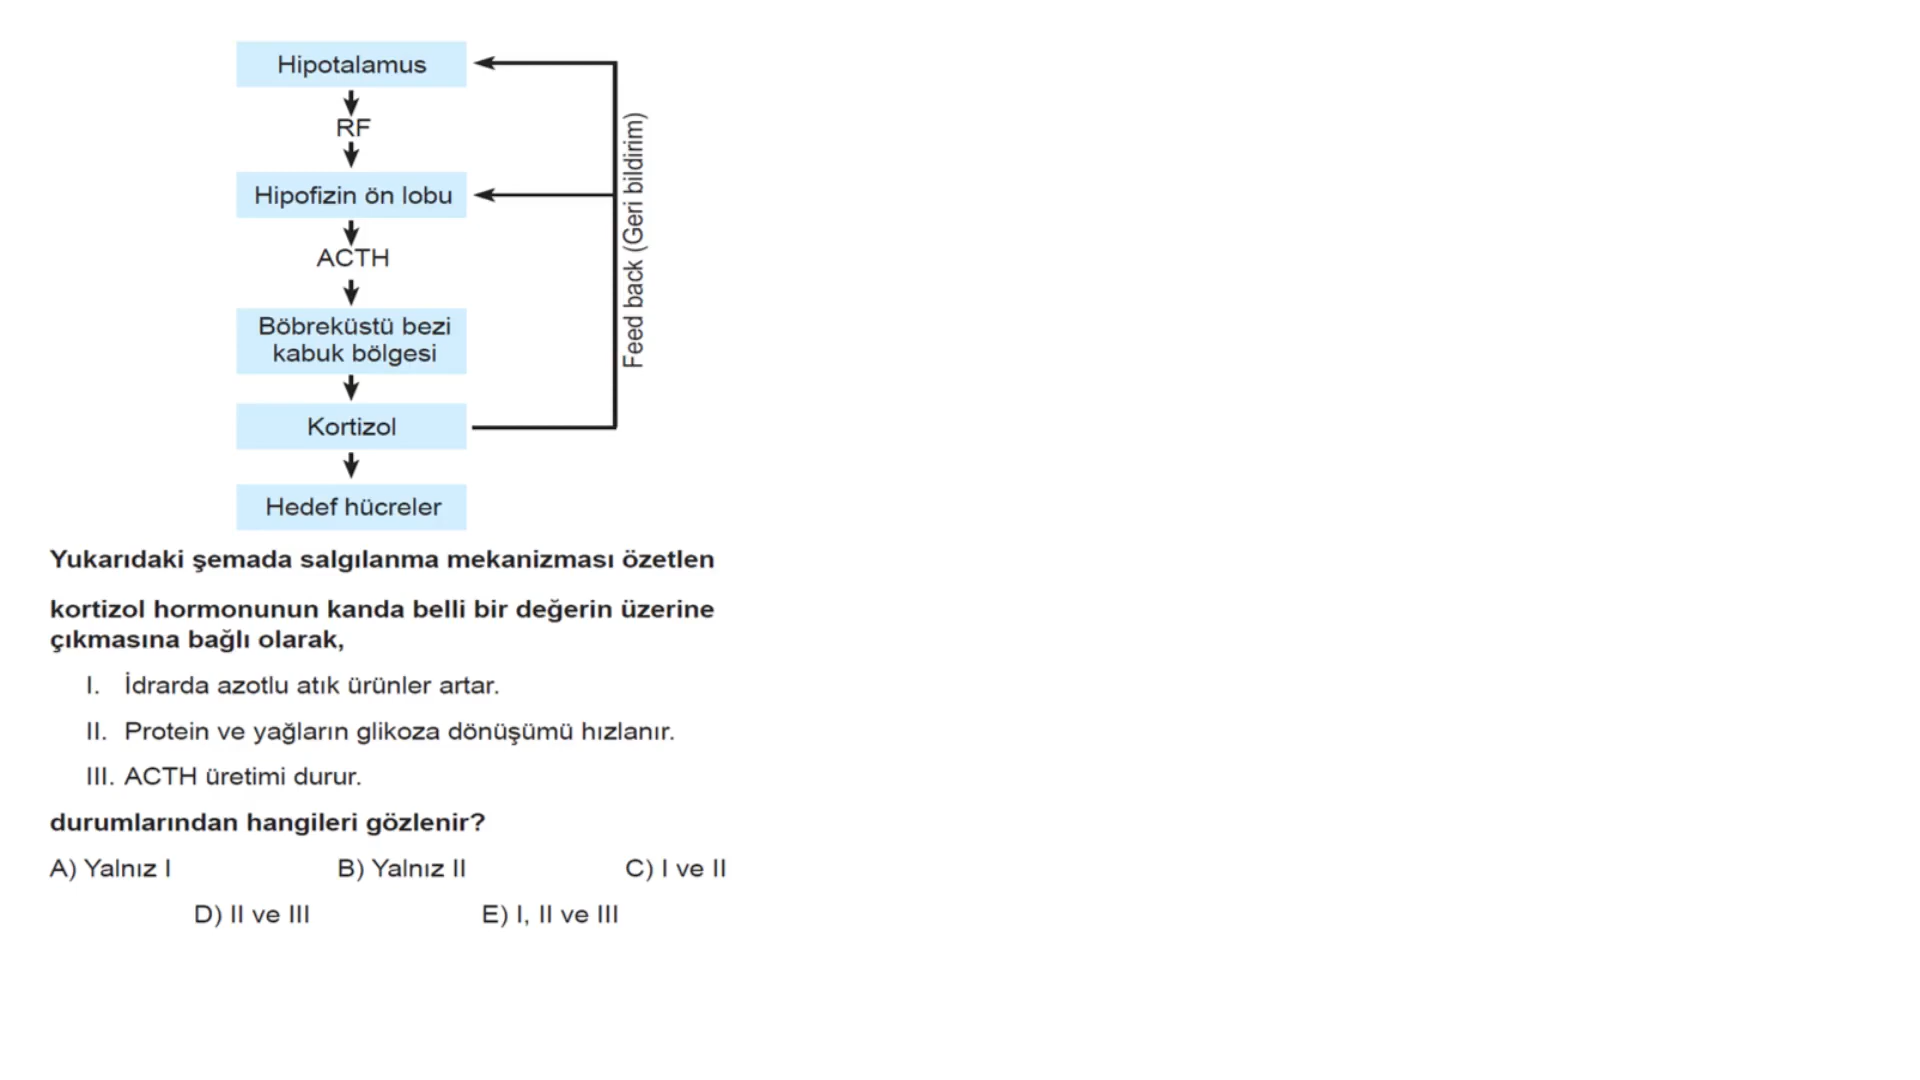 Hipotalamus
RF
Hipofizin ön lobu
ACTH
Böbreküstü bezi
kabuk bölgesi
Kortizol
Hedef hücreler
Feed back (Geri bildirim)
Yukarıdaki şemada salgılanma mekanizması özetlen
kortizol hormonunun kanda belli bir değerin üzerine
çıkmasına bağlı olarak,
I. İdrarda azotlu atık ürünler artar.
II. Protein ve yağların glikoza dönüşümü hızlanır.
III. ACTH üretimi durur.
durumlarından hangileri gözlenir?
A) Yalnız I B) Yalnız II C) I ve II
D) II ve III E) I, II ve III